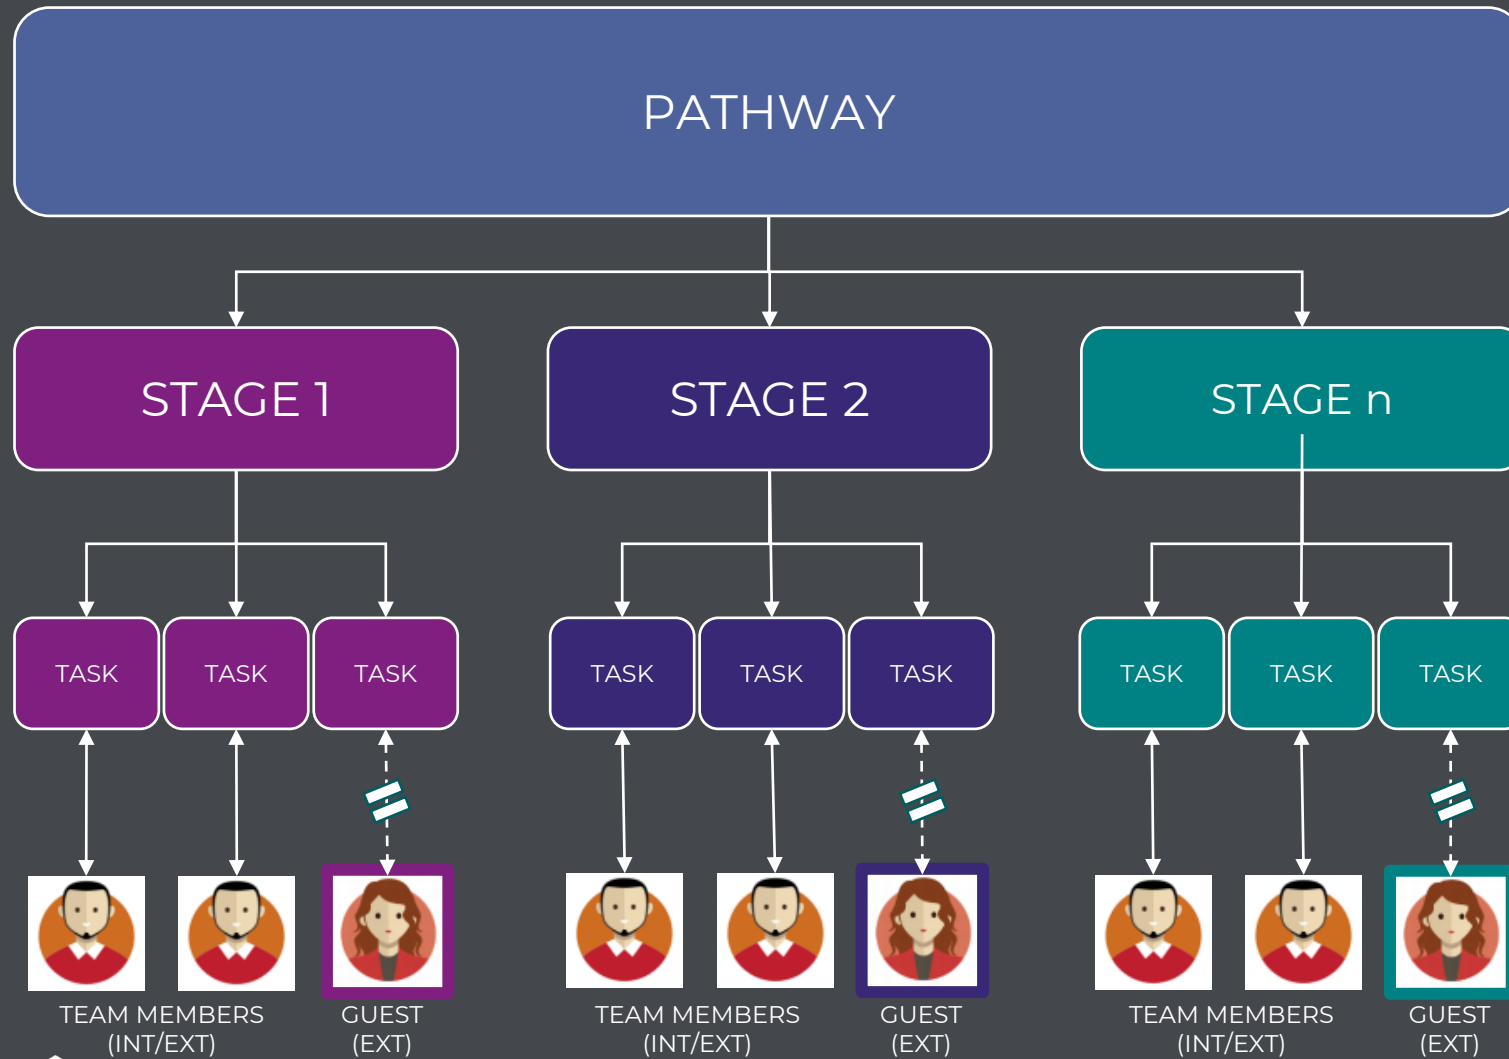 PATHWAY
STAGE 1
STAGE 2
STAGE n
TASK
TASK
TASK
TASK
TASK
TASK
TASK
TASK
TASK
TEAM MEMBERS
(INT/EXT)
GUEST
(EXT)
TEAM MEMBERS
(INT/EXT)
GUEST
(EXT)
TEAM MEMBERS
(INT/EXT)
GUEST
(EXT)